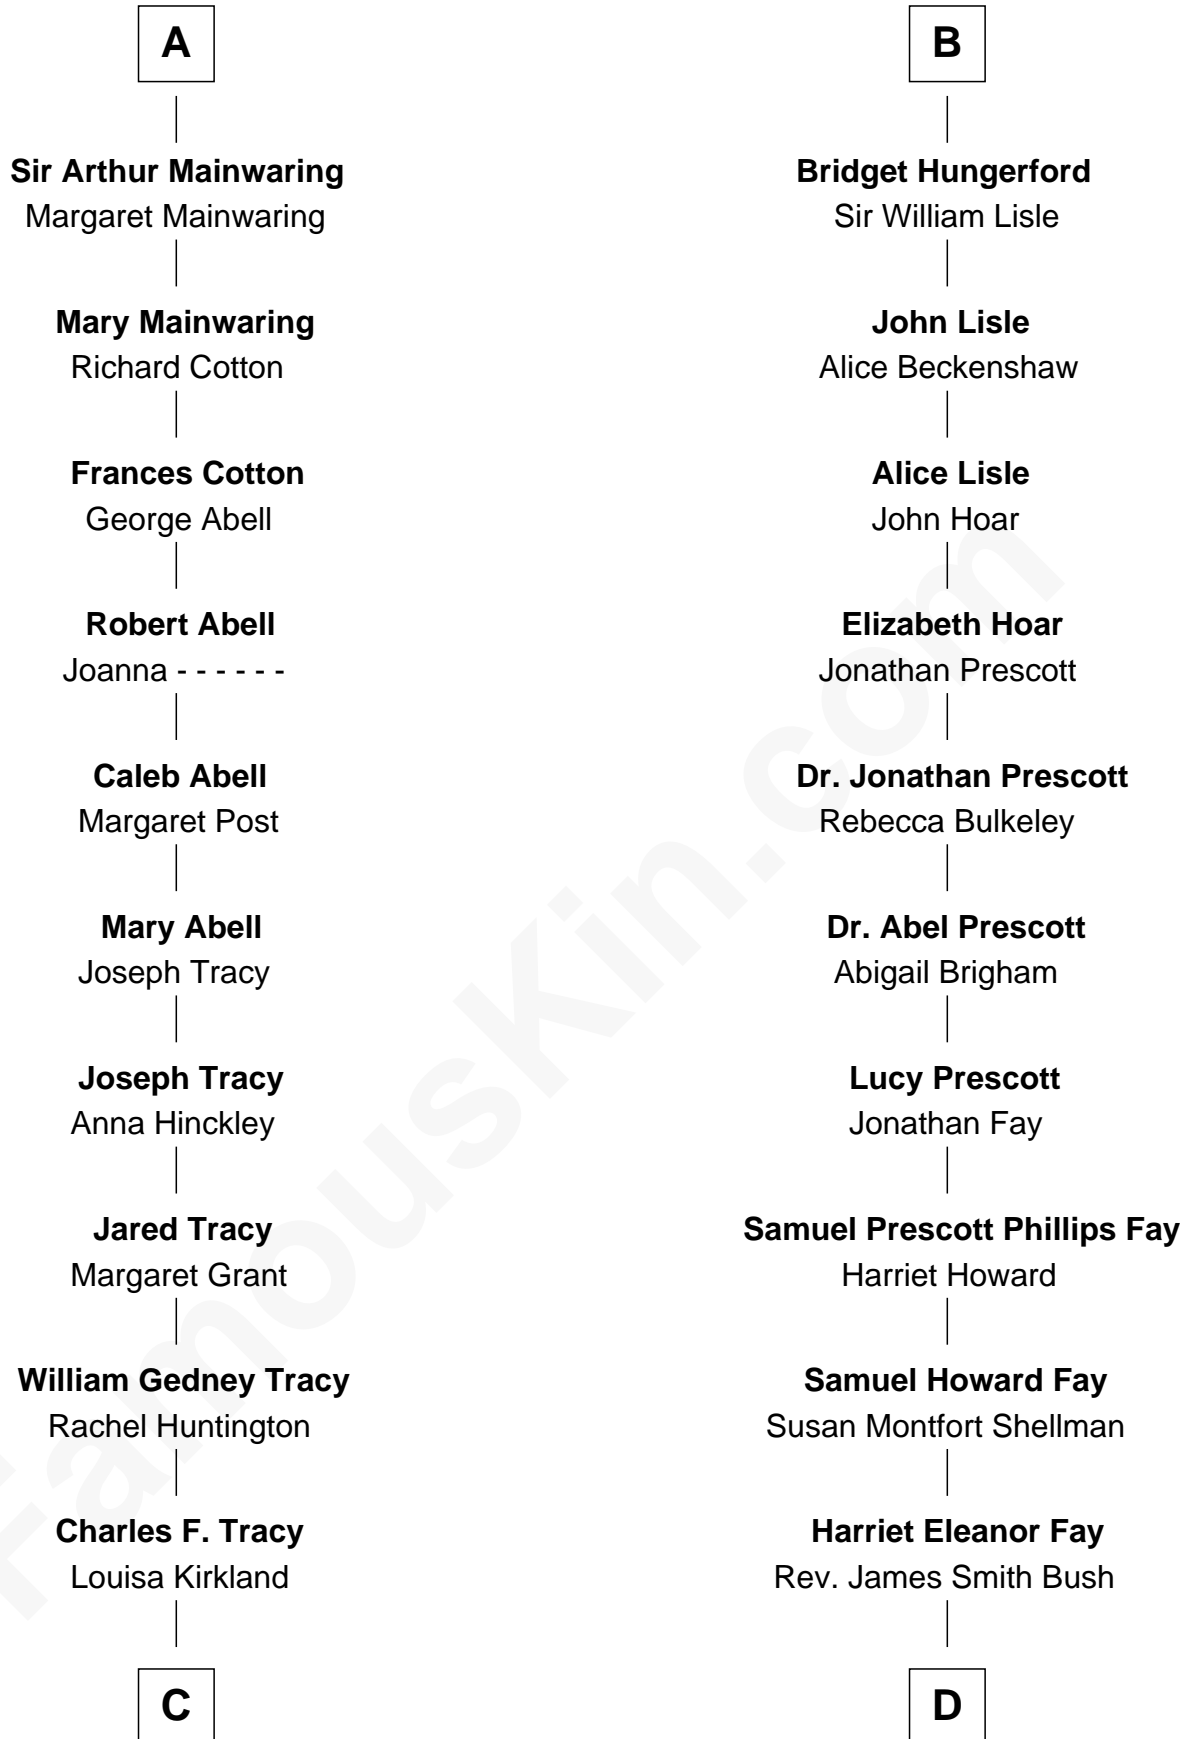 A
Sir Arthur Mainwaring
Margaret Mainwaring
Mary Mainwaring
Richard Cotton
Frances Cotton
George Abell
Robert Abell
Joanna - - - - - -
Caleb Abell
Margaret Post
Mary Abell
Joseph Tracy
Joseph Tracy
Anna Hinckley
Jared Tracy
Margaret Grant
William Gedney Tracy
Rachel Huntington
Charles F. Tracy
Louisa Kirkland
C
B
Bridget Hungerford
Sir William Lisle
John Lisle
Alice Beckenshaw
Alice Lisle
John Hoar
Elizabeth Hoar
Jonathan Prescott
Dr. Jonathan Prescott
Rebecca Bulkeley
Dr. Abel Prescott
Abigail Brigham
Lucy Prescott
Jonathan Fay
Samuel Prescott Phillips Fay
Harriet Howard
Samuel Howard Fay
Susan Montfort Shellman
Harriet Eleanor Fay
Rev. James Smith Bush
D
FamousKin.com